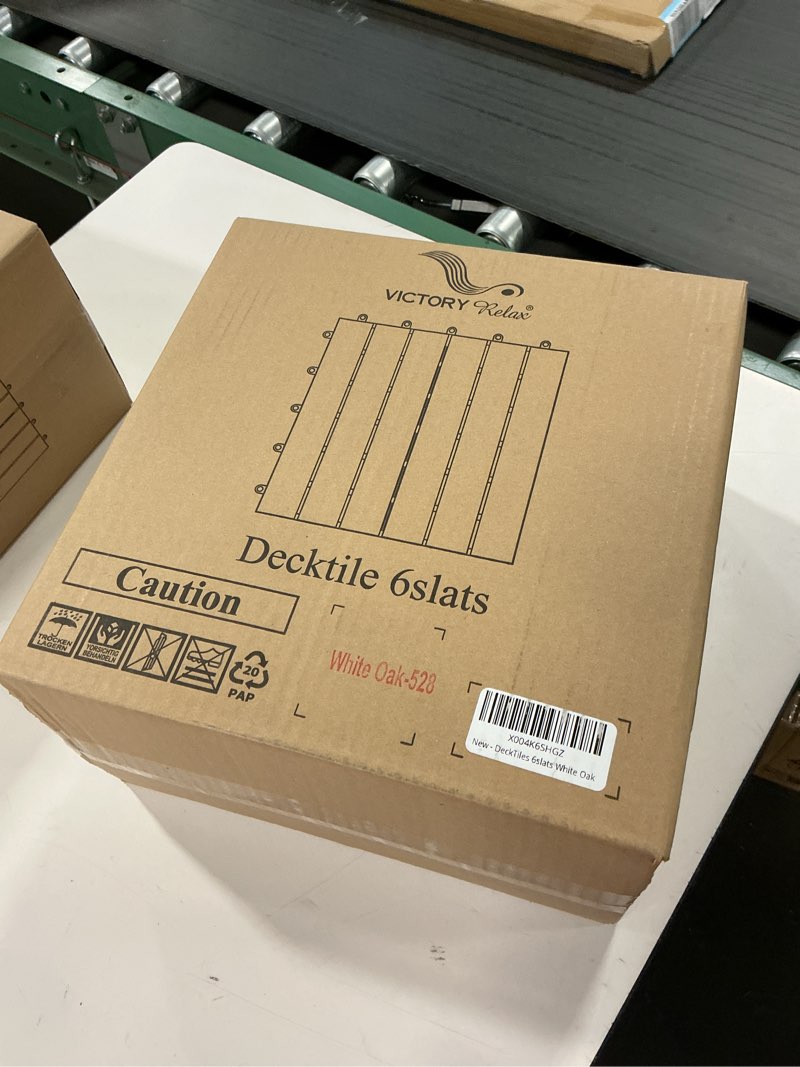 VICTORY Relax®
Decktile 6slats
Caution
TROCKEN
LAGERN
VORSICHTIG
BEHANDELN
20
PAP
White Oak-528
X004K6SHGZ
New - DeckTiles 6slats White Oak